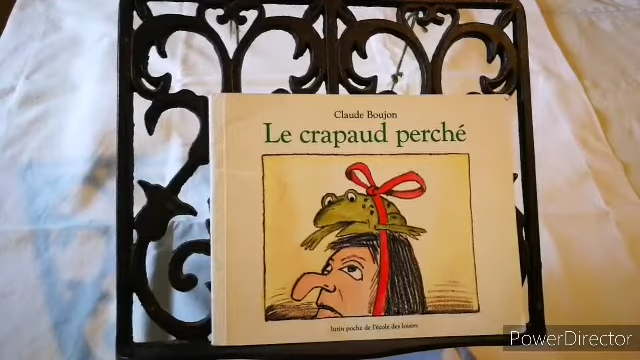 Claude Boujon
Le crapaud perché
lutin poche de l'école des loisirs
PowerDirector